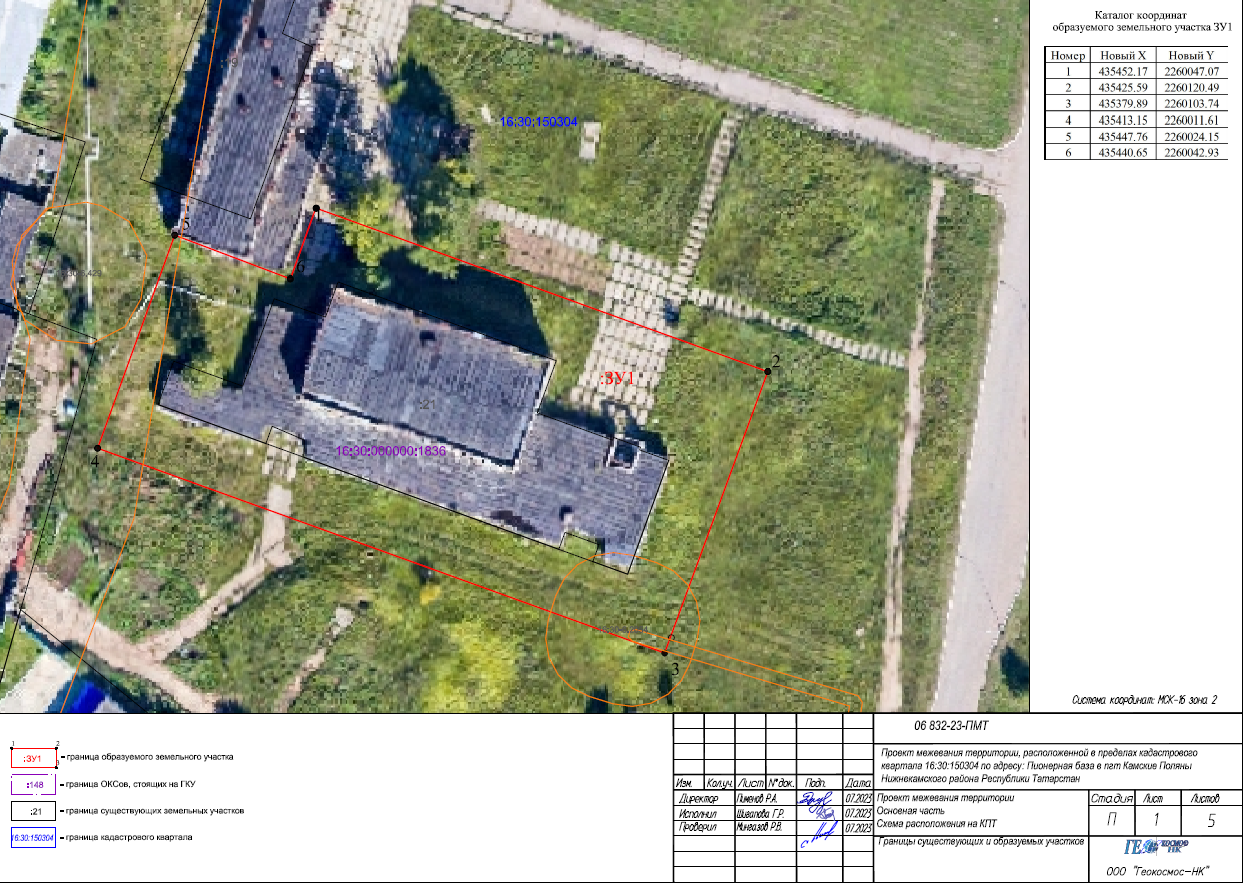 Каталог координат
образуемого земельного участка ЗУ1
Номер Новый X Новый Y
1 435452.17 2260047.07
2 435425.59 2260120.49
3 435379.89 2260103.74
4 435413.15 2260011.61
5 435447.76 2260024.15
6 435440.65 2260042.93
16:30:150304
1
5
6
2
:ЗУ1
:21
16:30:000000:1836
4
3
Система координат: МСК-16 зона 2
:ЗУ1 – граница образуемого земельного участка
:148 – граница ОКСов, стоящих на ГКУ
:21 – граница существующих земельных участков
16:30:150304 – граница кадастрового квартала
06 832-23-ПМТ
Проект межевания территории, расположенной в пределах кадастрового
квартала 16:30:150304 по адресу: Пионерная база в пгт Камские Поляны
Нижнекамского района Республики Татарстан
Изм. Колуч. Лист №док. Подп. Дата
Директор Пименов Р.А. 07.2023
Исполнил Шивапова Г.Р. 07.2023
Проверил Мингазов Р.В. 07.2023
Проект межевания территории
Основная часть
Схема расположения на КПТ
Стадия Лист Листов
П 1 5
Границы существующих и образуемых участков
ГЕОКОСМОС НК
ООО "Геокосмос-НК"